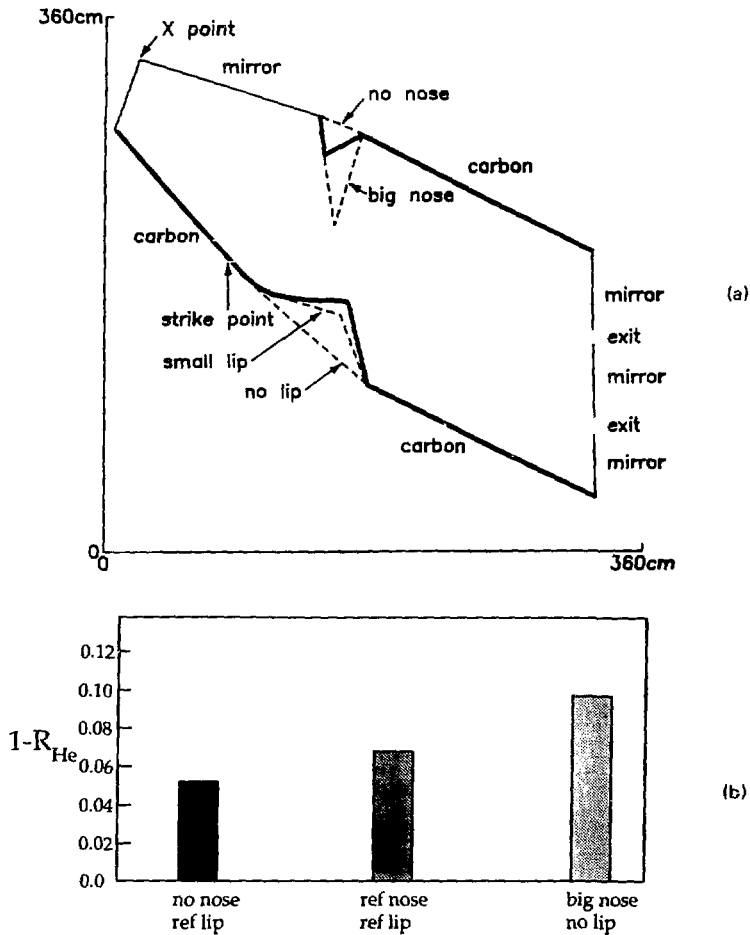 360cm
X point
mirror
no nose
carbon
big nose
carbon
mirror
(a)
strike point
exit
small lip
mirror
no lip
exit
carbon
mirror
0
0
360cm
0.12
0.10
0.08
1-R_He
0.06
0.04
(b)
0.02
0.0
no nose
ref lip
ref nose
ref lip
big nose
no lip